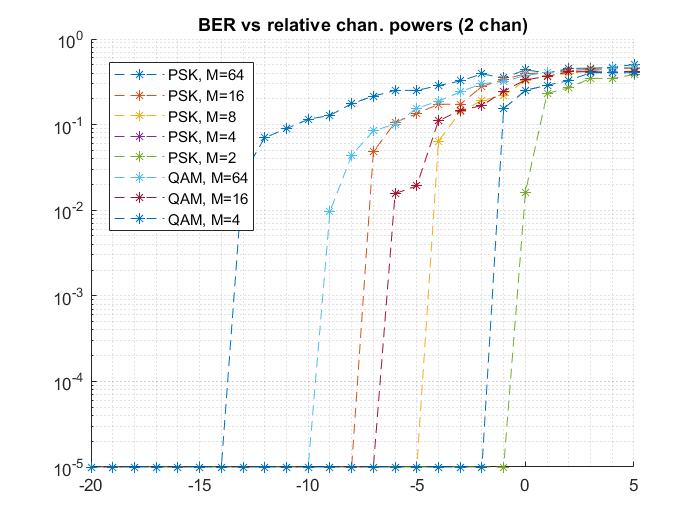 BER vs relative chan. powers (2 chan)
10^0
10^-1
10^-2
10^-3
10^-4
10^-5
PSK, M=64
PSK, M=16
PSK, M=8
PSK, M=4
PSK, M=2
QAM, M=64
QAM, M=16
QAM, M=4
-20 -15 -10 -5 0 5